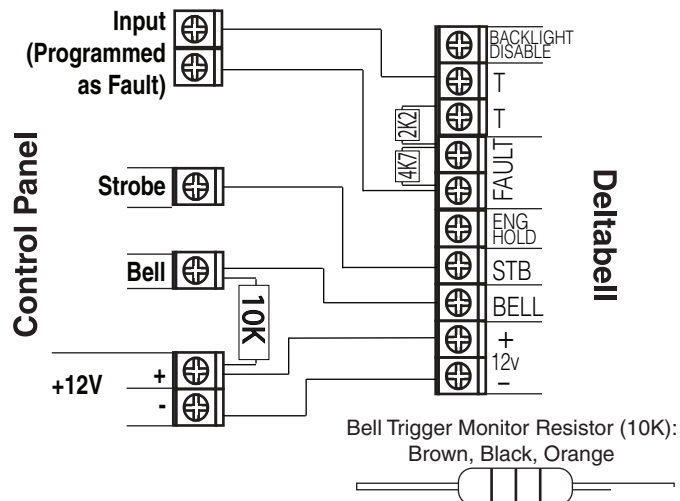 Input
(Programmed
as Fault)
Control Panel
Strobe
Bell
10K
+12V
+
-
BACKLIGHT
DISABLE
T
T
2K2
4K7
FAULT
ENG
HOLD
STB
BELL
+
12v
-
Deltabell
Bell Trigger Monitor Resistor (10K):
Brown, Black, Orange